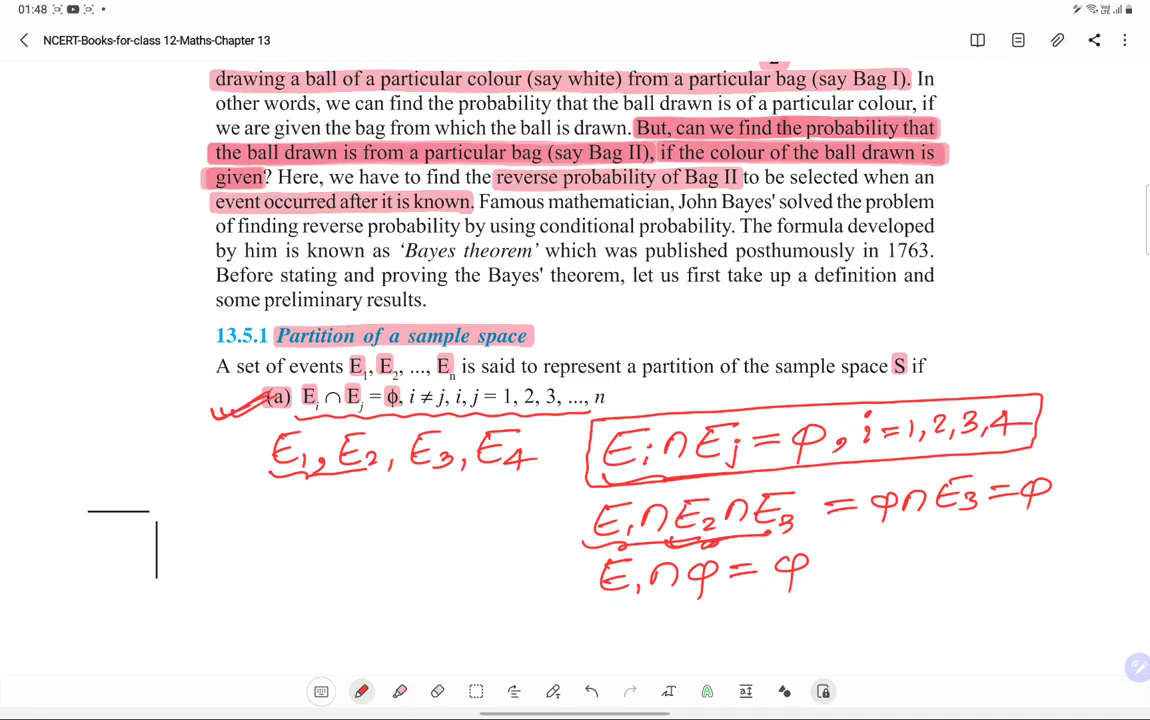 01:48
NCERT-Books-for-class 12-Maths-Chapter 13
drawing a ball of a particular colour (say white) from a particular bag (say Bag I). In
other words, we can find the probability that the ball drawn is of a particular colour, if
we are given the bag from which the ball is drawn. But, can we find the probability that
the ball drawn is from a particular bag (say Bag II), if the colour of the ball drawn is
given? Here, we have to find the reverse probability of Bag II to be selected when an
event occurred after it is known. Famous mathematician, John Bayes' solved the problem
of finding reverse probability by using conditional probability. The formula developed
by him is known as ‘Bayes theorem’ which was published posthumously in 1763.
Before stating and proving the Bayes' theorem, let us first take up a definition and
some preliminary results.
13.5.1 Partition of a sample space
A set of events E₁, E₂, ..., Eₙ is said to represent a partition of the sample space S if
(a) Eᵢ ∩ Eⱼ = ϕ, i ≠ j, i, j = 1, 2, 3, ..., n
E₁, E₂, E₃, E₄
Eᵢ ∩ Eⱼ = φ, i = 1, 2, 3, 4
E₁ ∩ E₂ ∩ E₃ = φ ∩ E₃ = φ
E₁ ∩ φ = φ